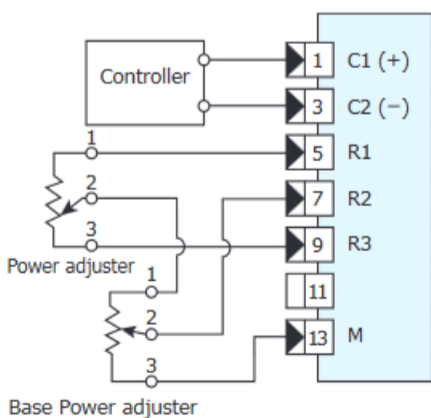 Controller
1 C1 (+)
3 C2 (−)
1
5 R1
2
7 R2
3
9 R3
Power adjuster
1
11
2
13 M
3
Base Power adjuster